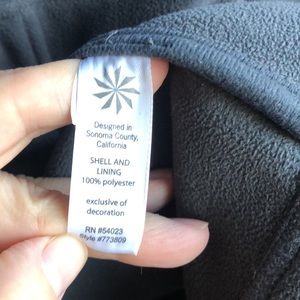 Designed in
Sonoma County,
California
SHELL AND
LINING
100% polyester
exclusive of
decoration
RN #54023
Style #773809